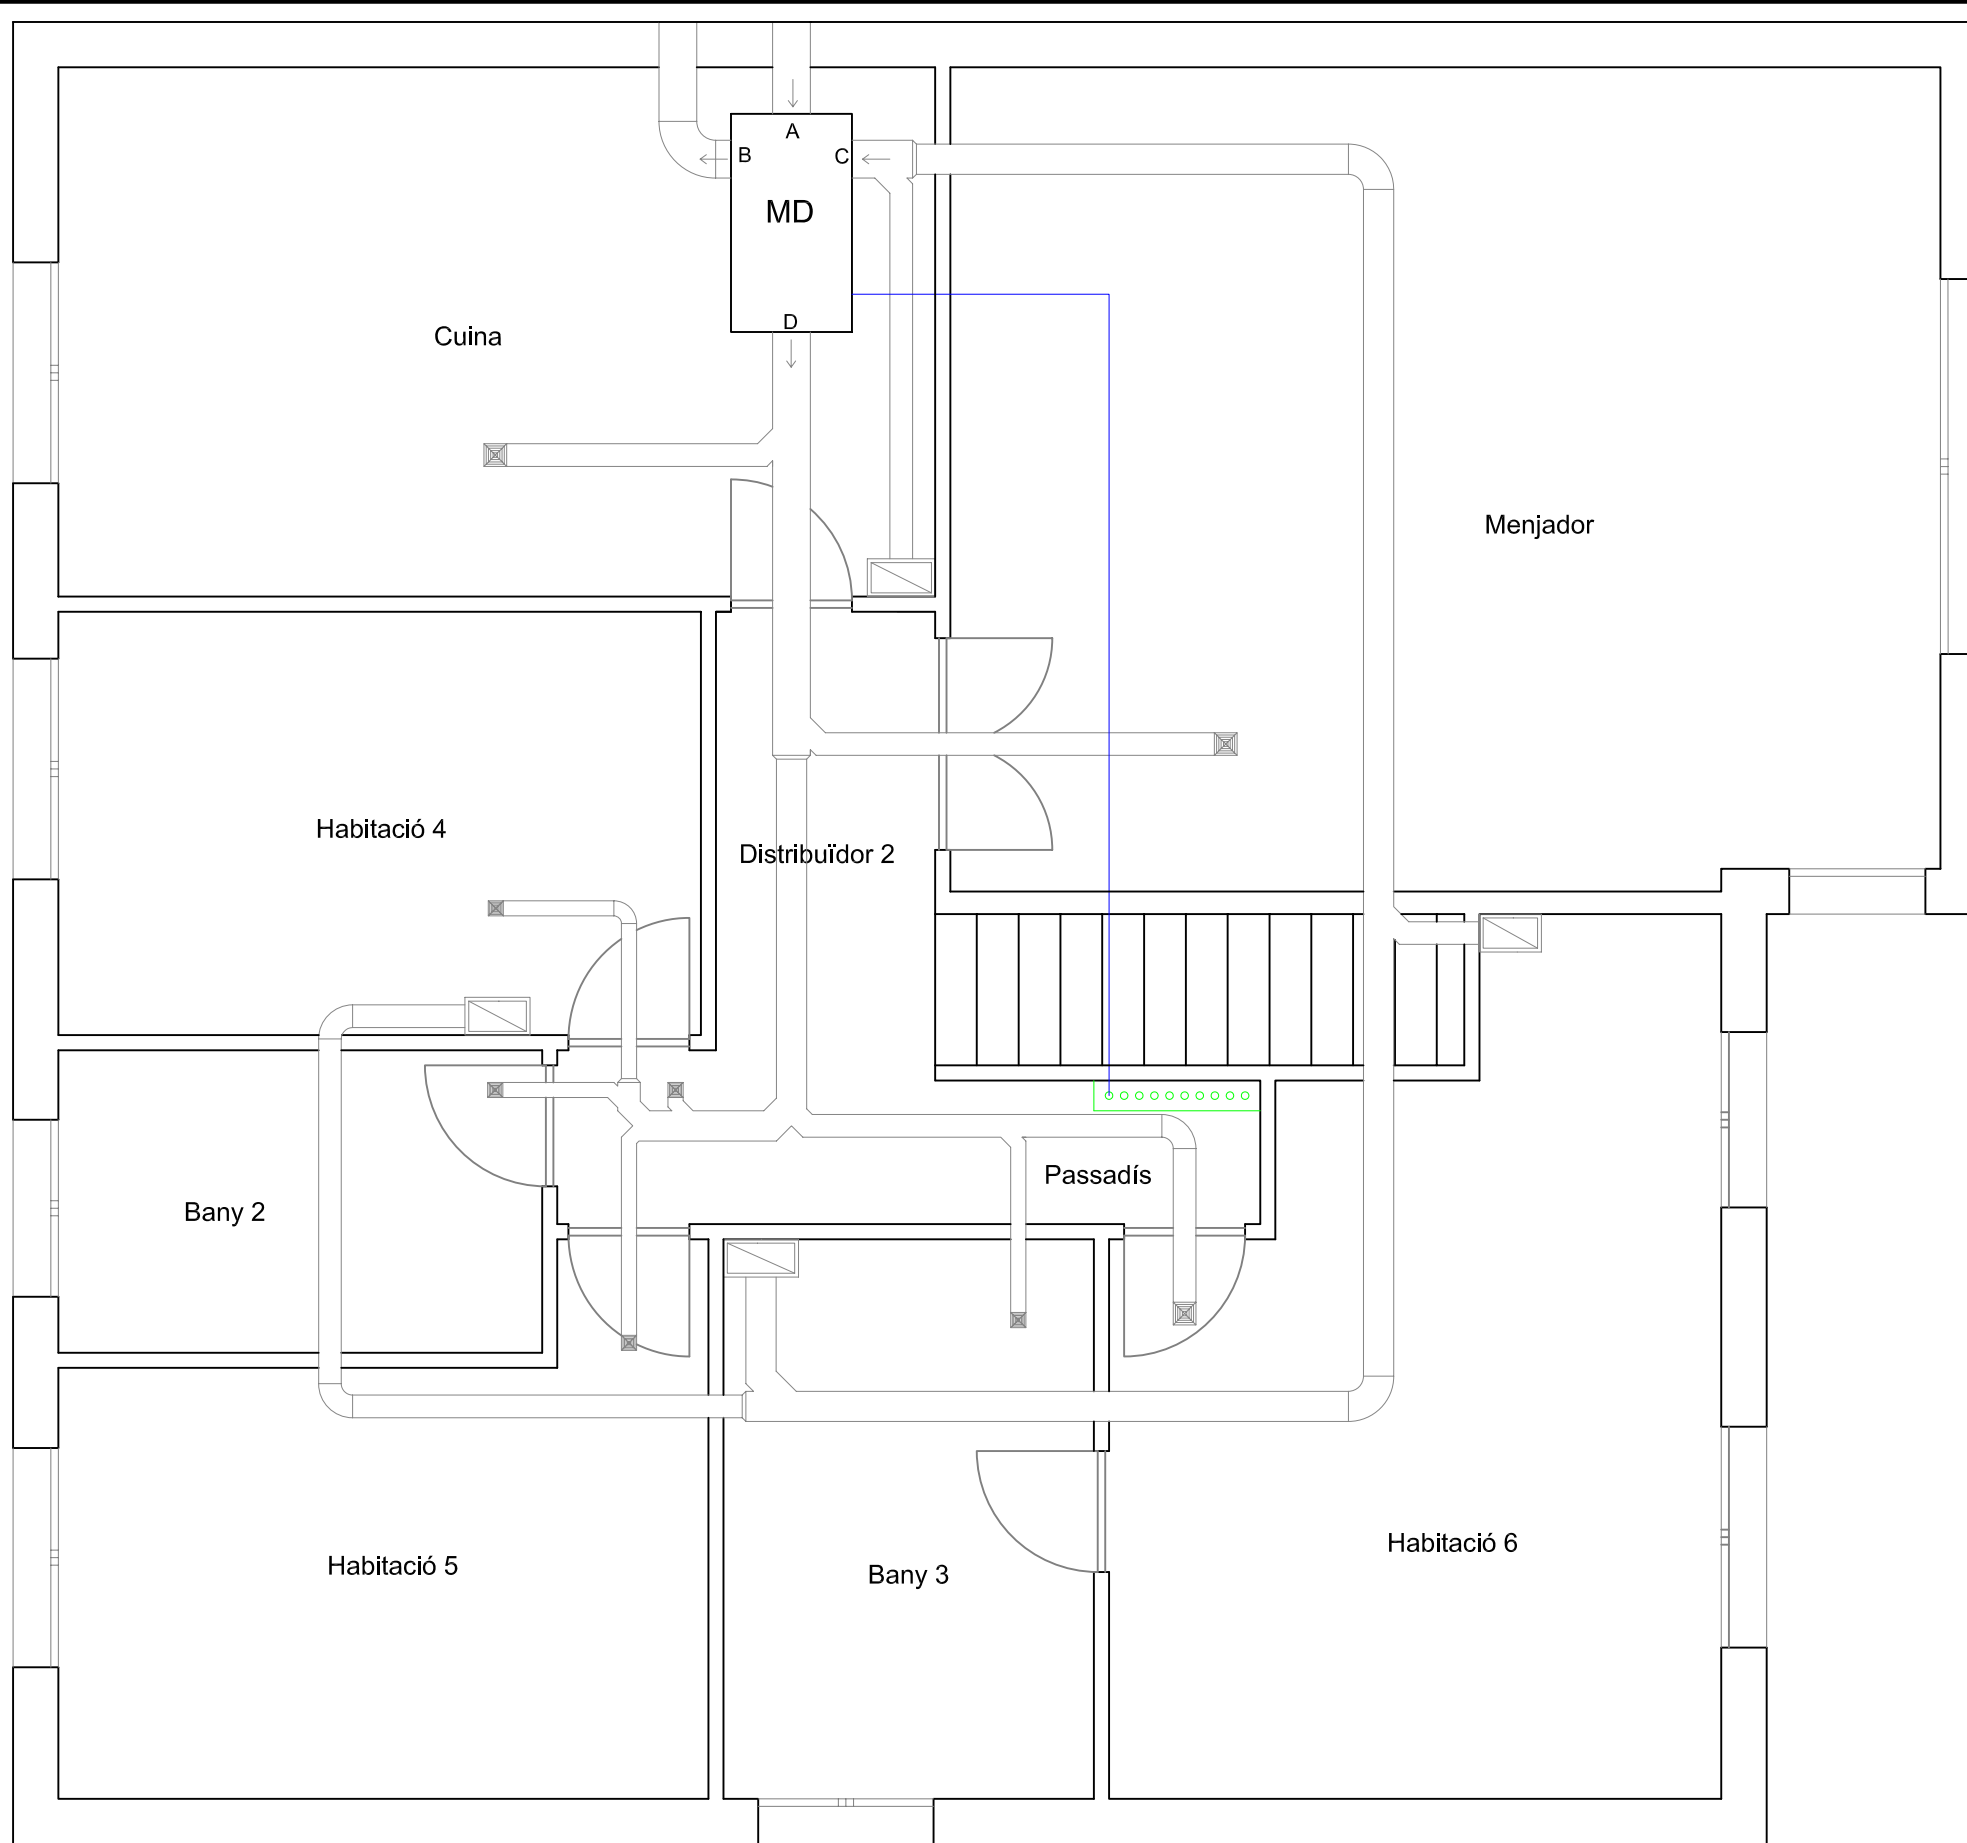 A
B
C
MD
D
Cuina
Menjador
Habitació 4
Distribuïdor 2
Passadís
Bany 2
Habitació 5
Bany 3
Habitació 6